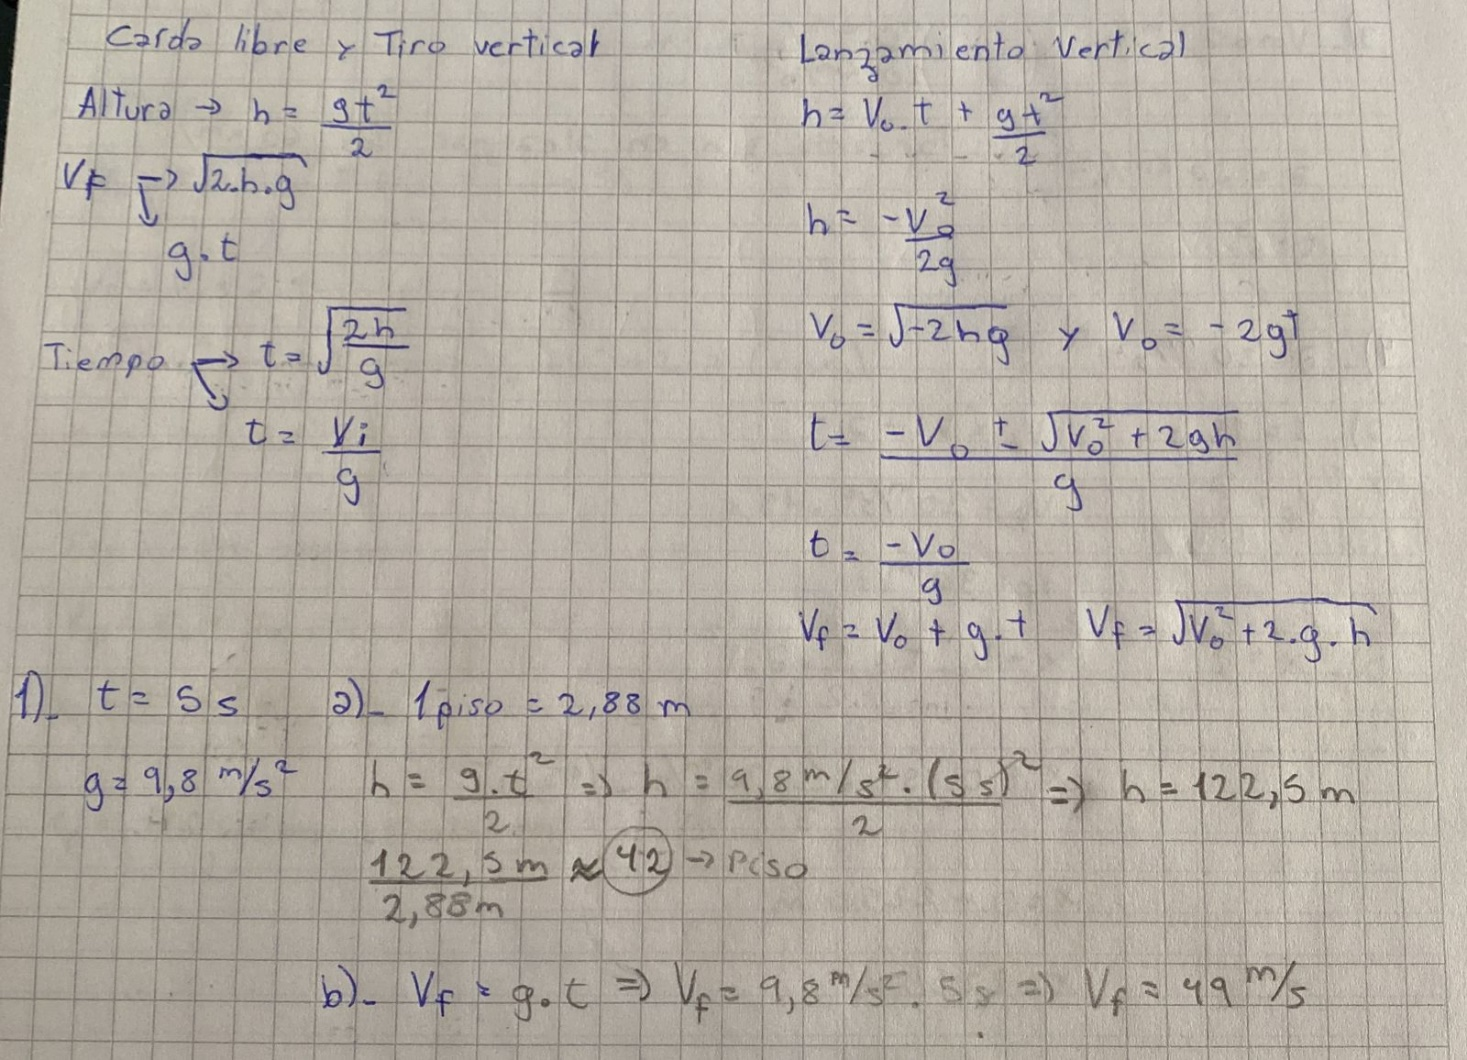 Caída libre y Tiro vertical
Altura → h = gt²/2
VF → √2.h.g
↳ g.t
Tiempo → t = √2h/g
↳ t = Vi/g
Lanzamiento Vertical
h = V₀.t + gt²/2
h = -V₀²/2g
V₀ = √-2hg y V₀ = -2gt
t = -V₀ ± √V₀² + 2gh/g
t = -V₀/g
Vf = V₀ + g.t Vf = √V₀² + 2.g.h
1)- t = 5 s a)- 1 piso = 2,88 m
g = 9,8 m/s² h = g.t²/2 => h = 9,8 m/s² . (5 s)²/2 => h = 122,5 m
122,5 m/2,88 m ≈ 42 → Piso
b)- Vf = g.t => Vf = 9,8 m/s² . 5 s => Vf = 49 m/s